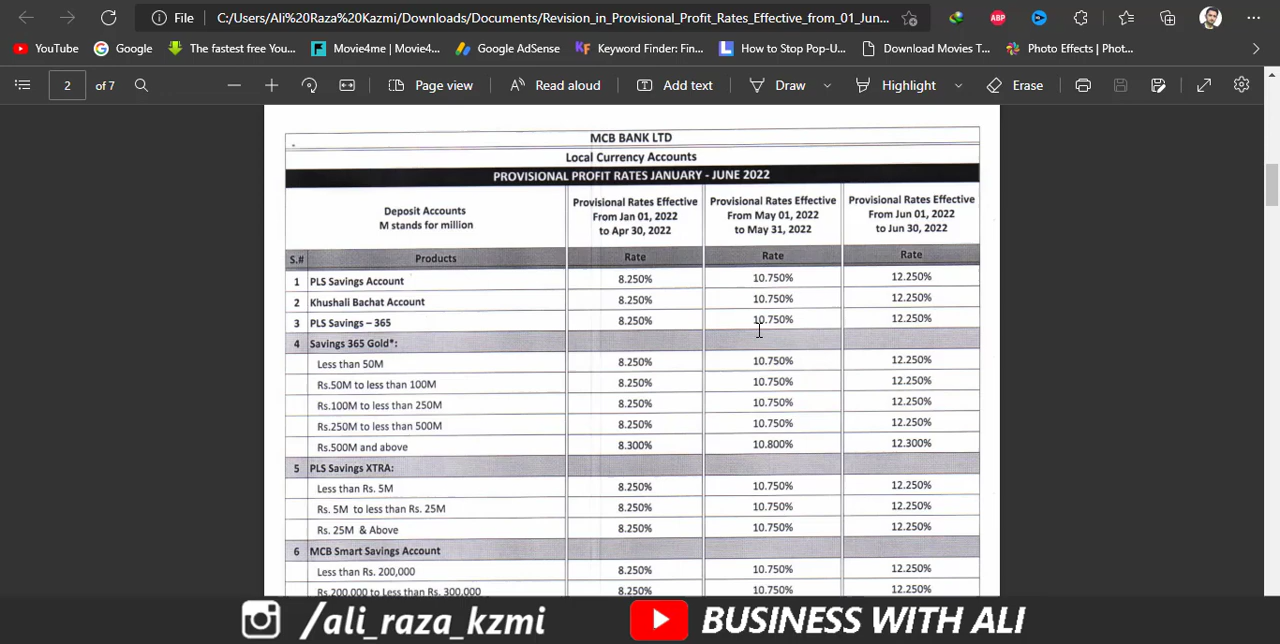 File C:/Users/Ali%20Raza%20Kazmi/Downloads/Documents/Revision_in_Provisional_Profit_Rates_Effective_from_01_Jun... ABP
YouTube Google The fastest free You... Movie4me | Movie4... Google AdSense Keyword Finder: Fin... How to Stop Pop-U... Download Movies T... Photo Effects | Phot...
2 of 7 Page view Read aloud Add text Draw Highlight Erase
MCB BANK LTD
Local Currency Accounts
PROVISIONAL PROFIT RATES JANUARY - JUNE 2022
Deposit Accounts
M stands for million
Provisional Rates Effective
From Jan 01, 2022
to Apr 30, 2022
Provisional Rates Effective
From May 01, 2022
to May 31, 2022
Provisional Rates Effective
From Jun 01, 2022
to Jun 30, 2022
S.# Products Rate Rate Rate
1 PLS Savings Account 8.250% 10.750% 12.250%
2 Khushali Bachat Account 8.250% 10.750% 12.250%
3 PLS Savings – 365 8.250% 10.750% 12.250%
4 Savings 365 Gold*:
Less than 50M 8.250% 10.750% 12.250%
Rs.50M to less than 100M 8.250% 10.750% 12.250%
Rs.100M to less than 250M 8.250% 10.750% 12.250%
Rs.250M to less than 500M 8.250% 10.750% 12.250%
Rs.500M and above 8.300% 10.800% 12.300%
5 PLS Savings XTRA:
Less than Rs. 5M 8.250% 10.750% 12.250%
Rs. 5M to less than Rs. 25M 8.250% 10.750% 12.250%
Rs. 25M & Above 8.250% 10.750% 12.250%
6 MCB Smart Savings Account
Less than Rs. 200,000 8.250% 10.750% 12.250%
Rs.200,000 to Less than Rs. 300,000 8.250% 10.750% 12.250%
/ali_raza_kzmi BUSINESS WITH ALI